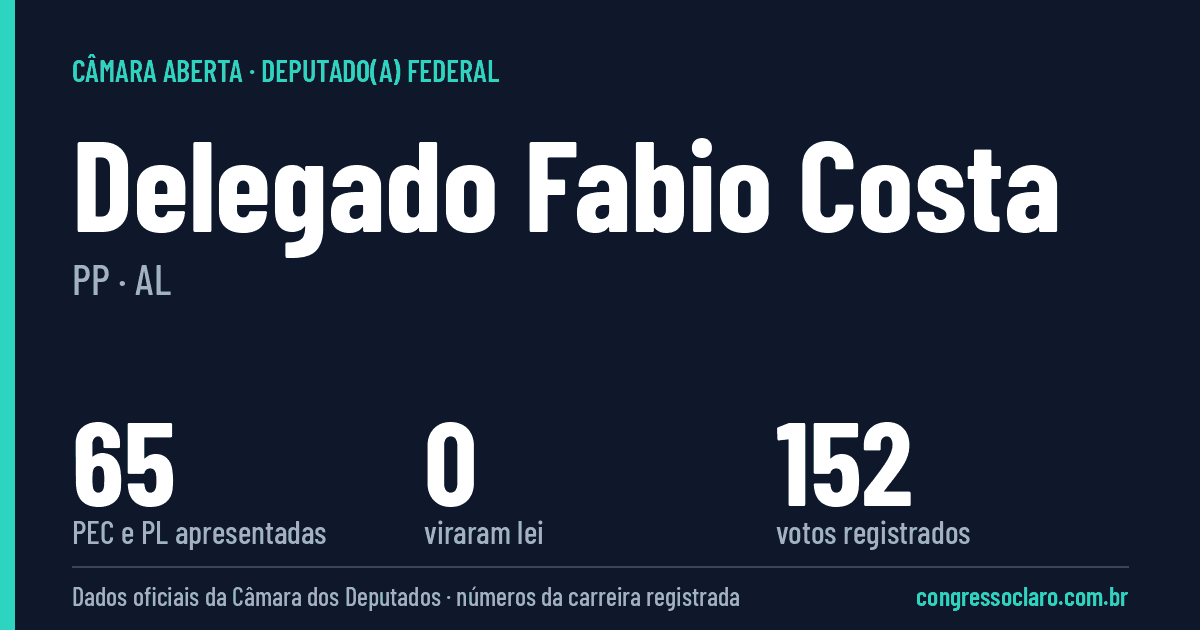 CÂMARA ABERTA · DEPUTADO(A) FEDERAL
Delegado Fabio Costa
PP · AL
65
0
152
PEC e PL apresentadas
viraram lei
votos registrados
Dados oficiais da Câmara dos Deputados · números da carreira registrada
congressoclaro.com.br